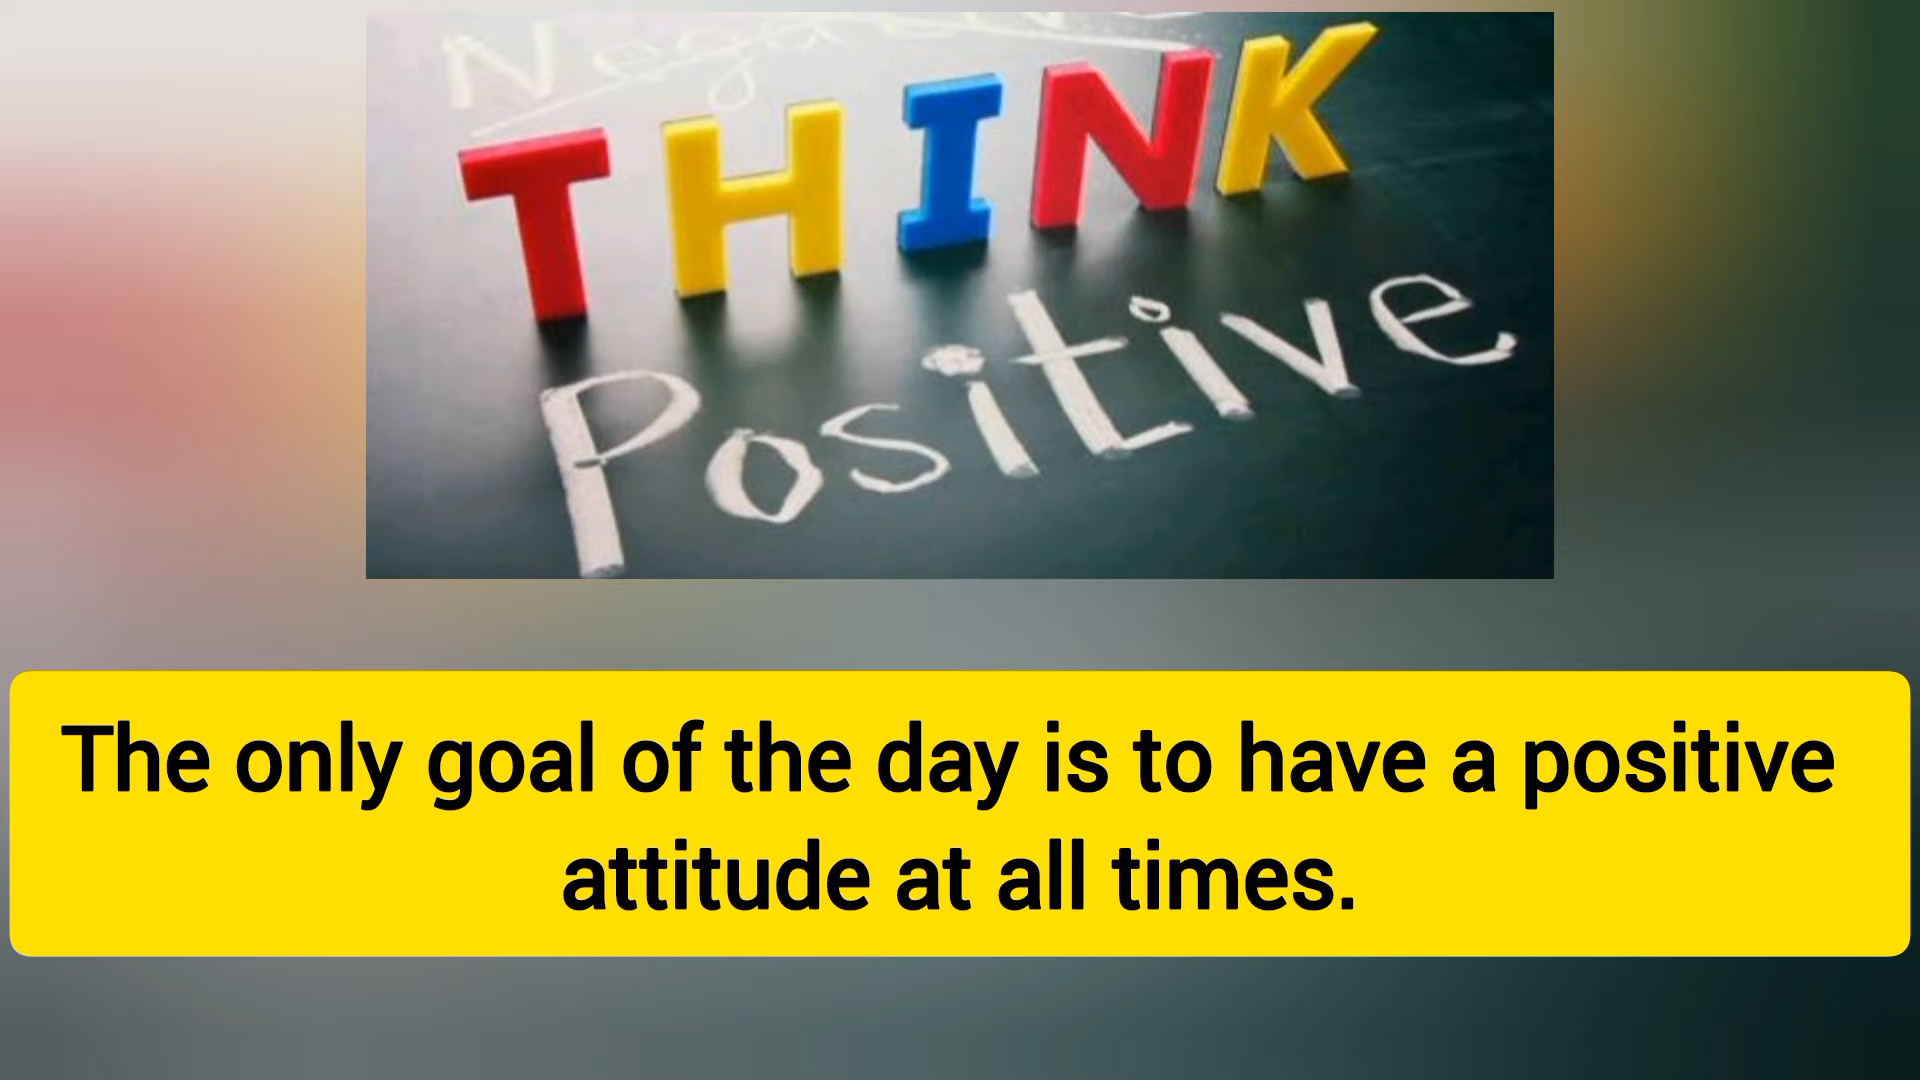 THINK
Positive
The only goal of the day is to have a positive
attitude at all times.